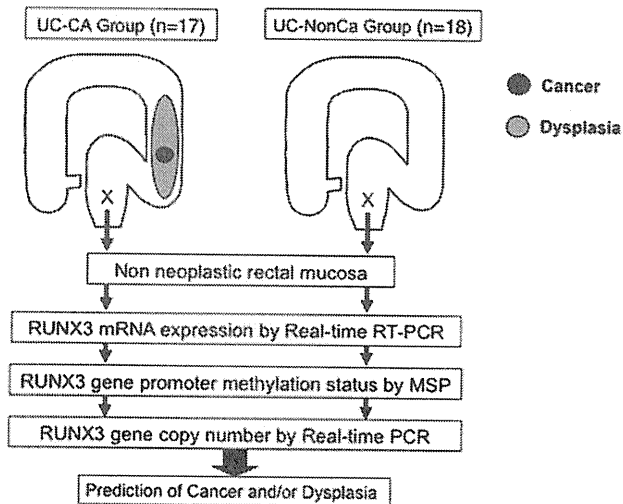 UC-CA Group (n=17)
UC-NonCa Group (n=18)
Cancer
Dysplasia
X
X
Non neoplastic rectal mucosa
RUNX3 mRNA expression by Real-time RT-PCR
RUNX3 gene promoter methylation status by MSP
RUNX3 gene copy number by Real-time PCR
Prediction of Cancer and/or Dysplasia